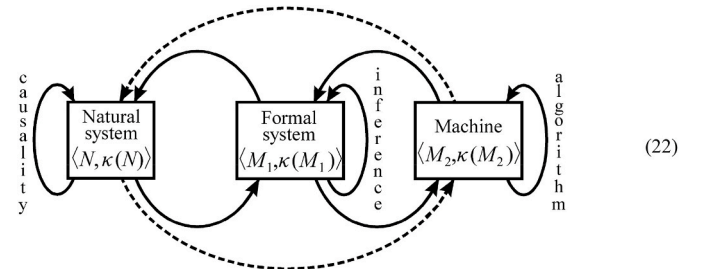 causality
Natural
system
⟨N,κ(N)⟩
Formal
system
⟨M₁,κ(M₁)⟩
inference
Machine
⟨M₂,κ(M₂)⟩
algorithm
(22)